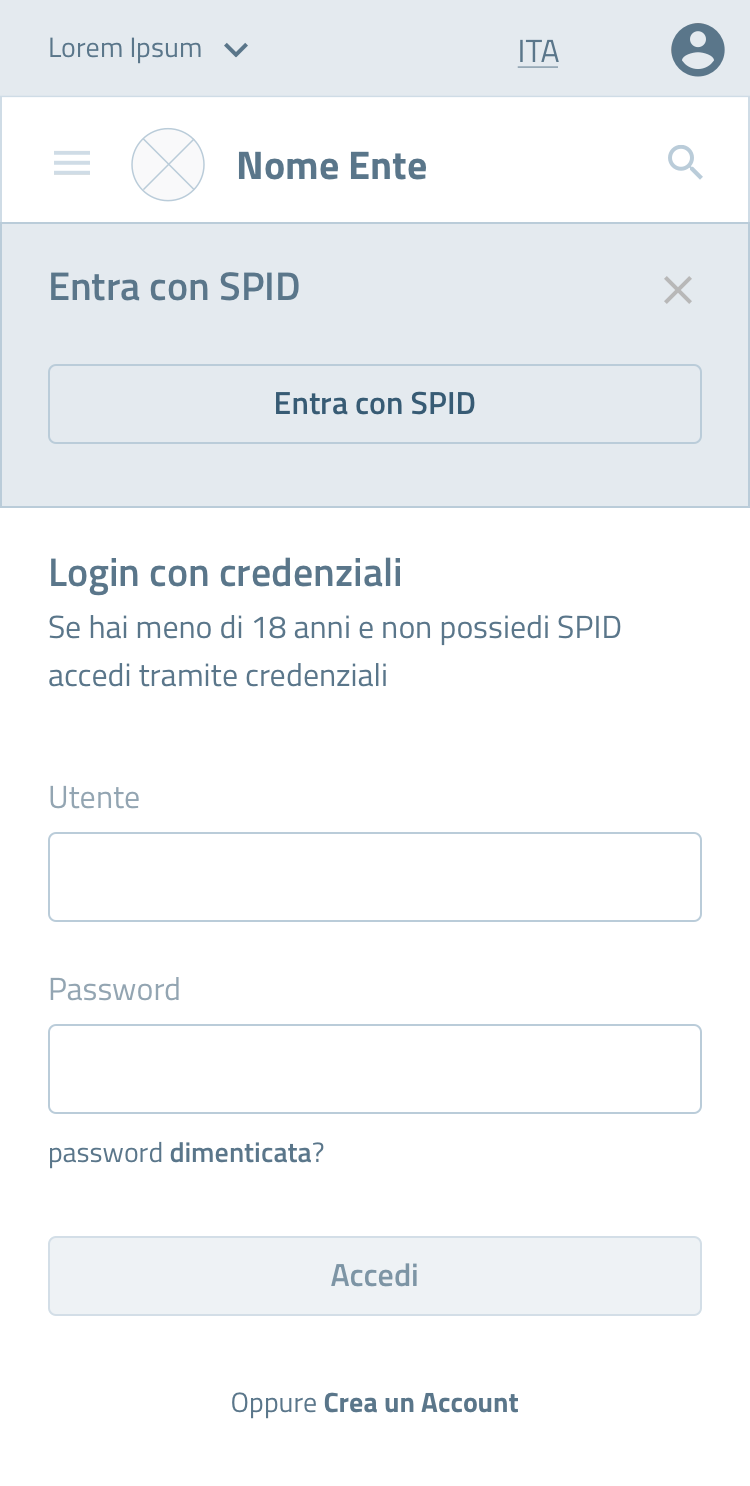 Lorem Ipsum
ITA
Nome Ente
Entra con SPID
Entra con SPID
Login con credenziali
Se hai meno di 18 anni e non possiedi SPID
accedi tramite credenziali
Utente
Password
password dimenticata?
Accedi
Oppure Crea un Account